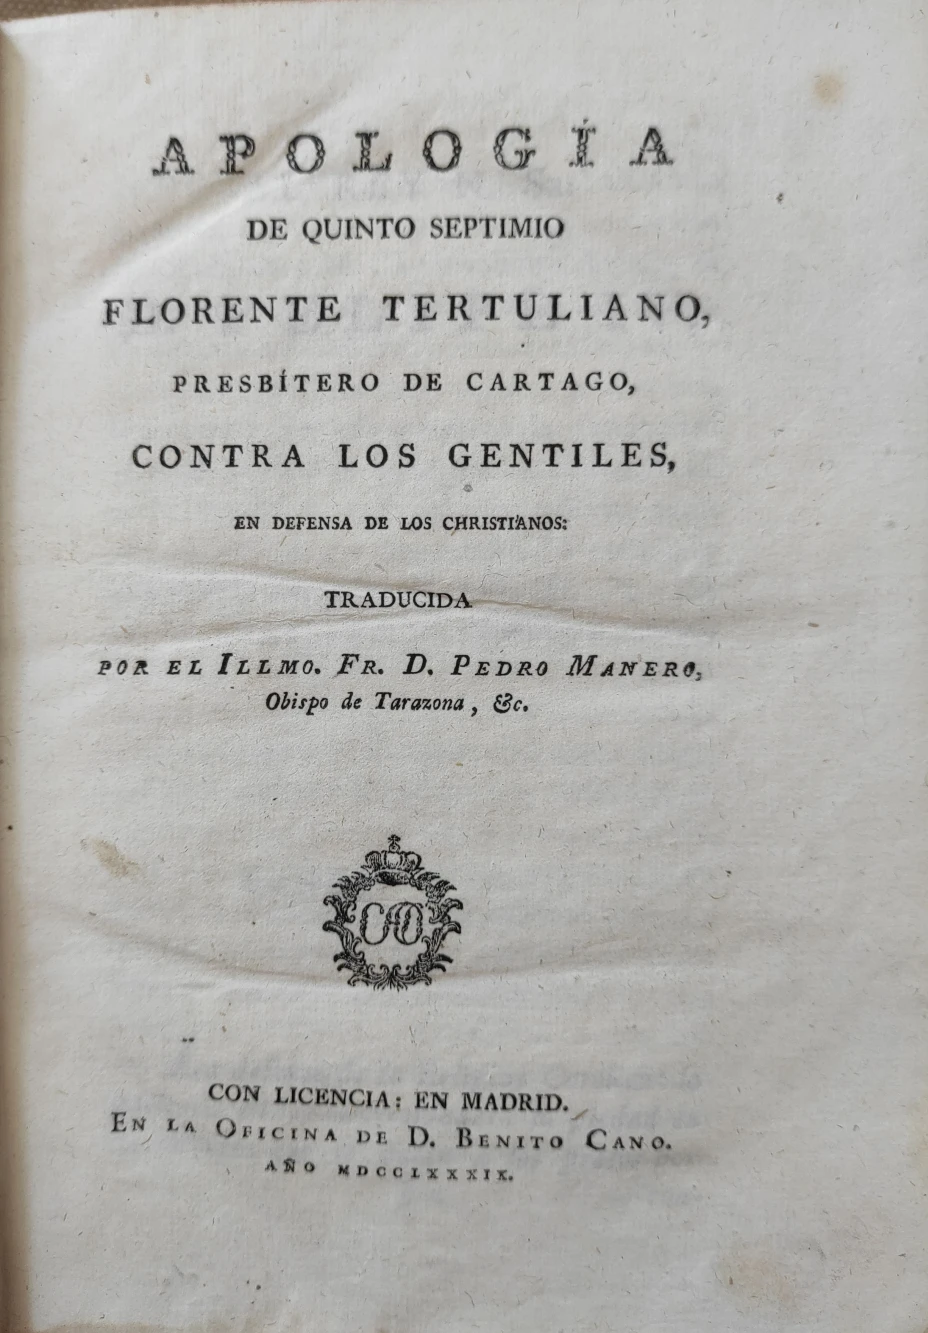 APOLOGÍA
DE QUINTO SEPTIMIO
FLORENTE TERTULIANO,
PRESBÍTERO DE CARTAGO,
CONTRA LOS GENTILES,
EN DEFENSA DE LOS CHRISTIANOS:
TRADUCIDA
POR EL ILLMO. FR. D. PEDRO MANERO,
Obispo de Tarazona, &c.
CON LICENCIA: EN MADRID.
EN LA OFICINA DE D. BENITO CANO.
AÑO MDCCLXXXIX.